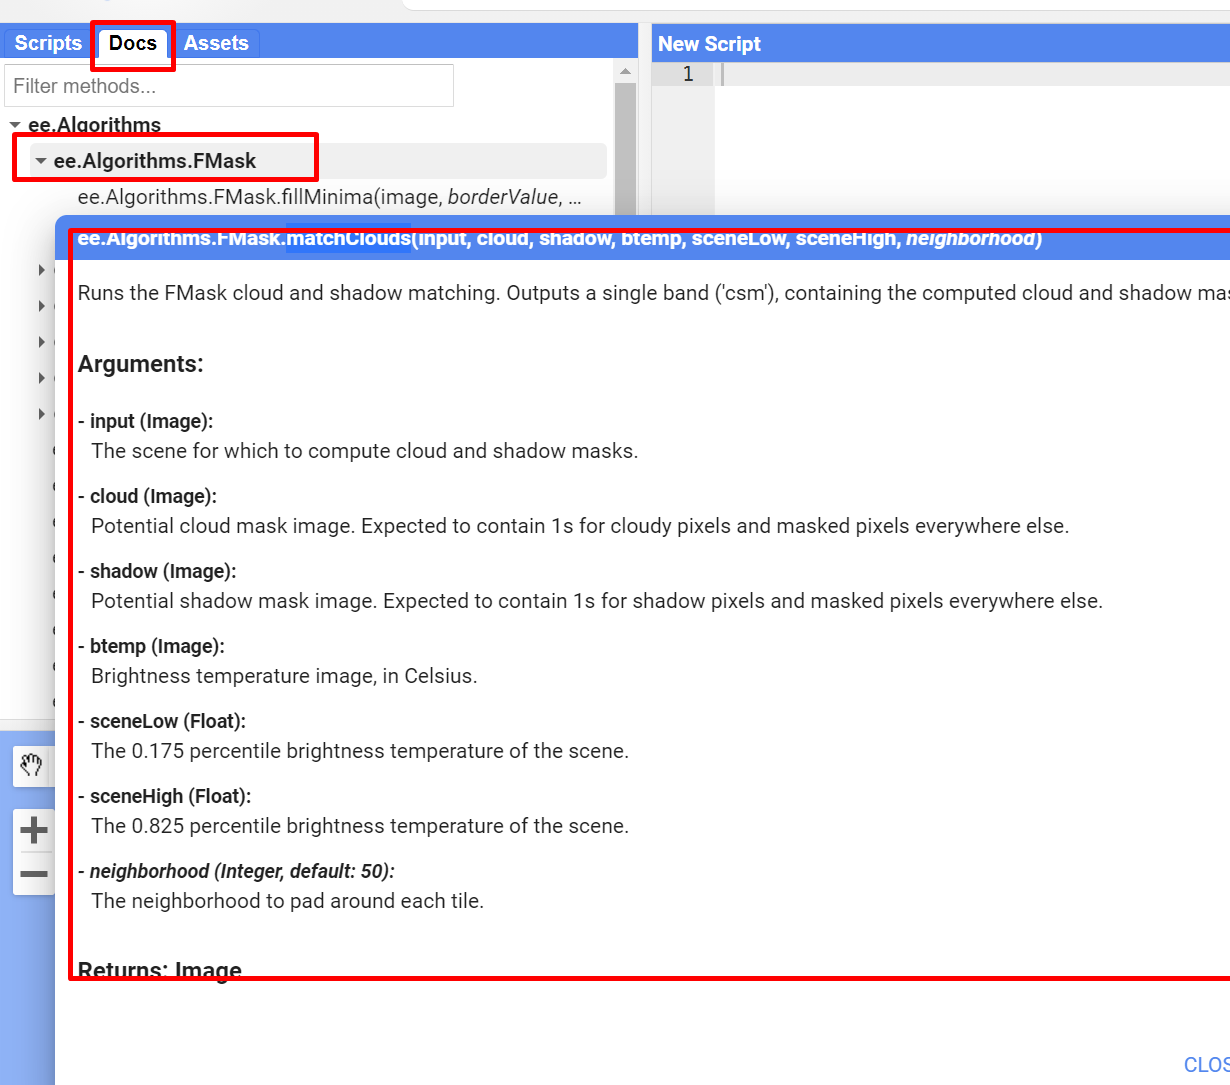 Scripts Docs Assets
New Script
Filter methods...
1
ee.Algorithms
ee.Algorithms.FMask
ee.Algorithms.FMask.fillMinima(image, borderValue, ...
ee.Algorithms.FMask.matchClouds(input, cloud, shadow, btemp, sceneLow, sceneHigh, neighborhood)
Runs the FMask cloud and shadow matching. Outputs a single band ('csm'), containing the computed cloud and shadow mas
Arguments:
- input (Image):
The scene for which to compute cloud and shadow masks.
- cloud (Image):
Potential cloud mask image. Expected to contain 1s for cloudy pixels and masked pixels everywhere else.
- shadow (Image):
Potential shadow mask image. Expected to contain 1s for shadow pixels and masked pixels everywhere else.
- btemp (Image):
Brightness temperature image, in Celsius.
- sceneLow (Float):
The 0.175 percentile brightness temperature of the scene.
- sceneHigh (Float):
The 0.825 percentile brightness temperature of the scene.
- neighborhood (Integer, default: 50):
The neighborhood to pad around each tile.
Returns: Image
CLOS